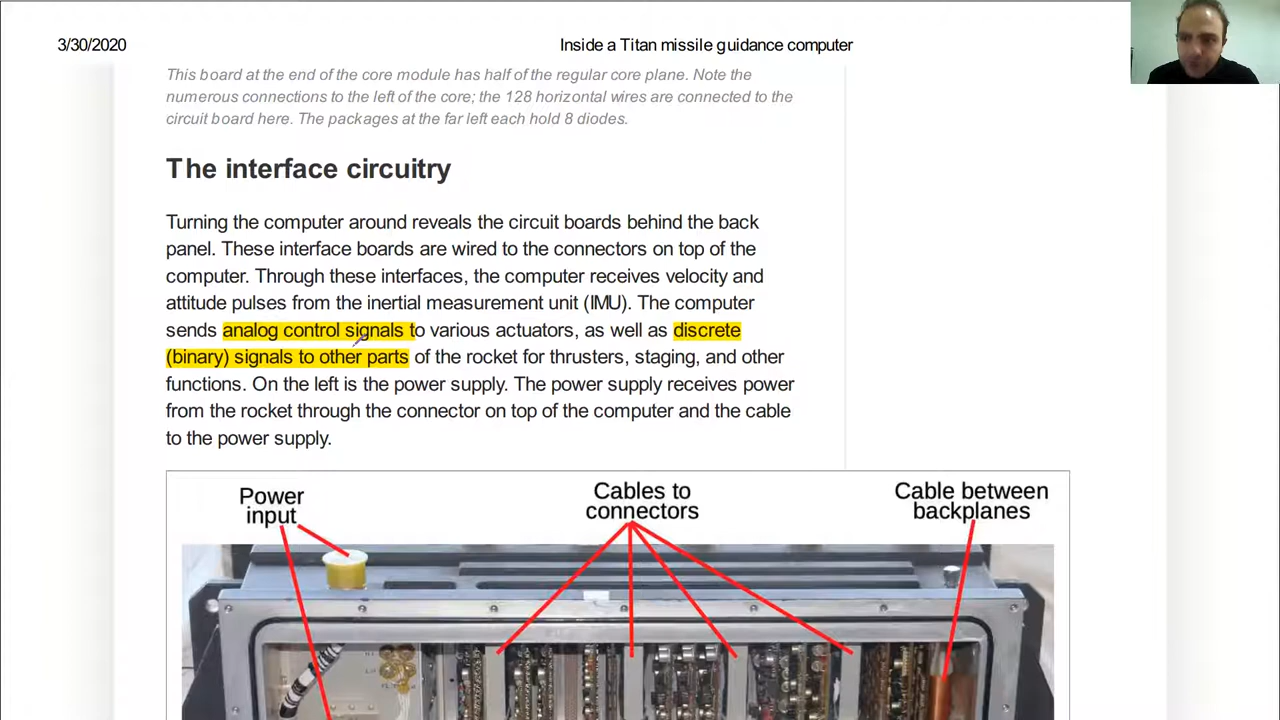 3/30/2020
Inside a Titan missile guidance computer
This board at the end of the core module has half of the regular core plane. Note the
numerous connections to the left of the core; the 128 horizontal wires are connected to the
circuit board here. The packages at the far left each hold 8 diodes.
The interface circuitry
Turning the computer around reveals the circuit boards behind the back
panel. These interface boards are wired to the connectors on top of the
computer. Through these interfaces, the computer receives velocity and
attitude pulses from the inertial measurement unit (IMU). The computer
sends analog control signals to various actuators, as well as discrete
(binary) signals to other parts of the rocket for thrusters, staging, and other
functions. On the left is the power supply. The power supply receives power
from the rocket through the connector on top of the computer and the cable
to the power supply.
Power
input
Cables to
connectors
Cable between
backplanes